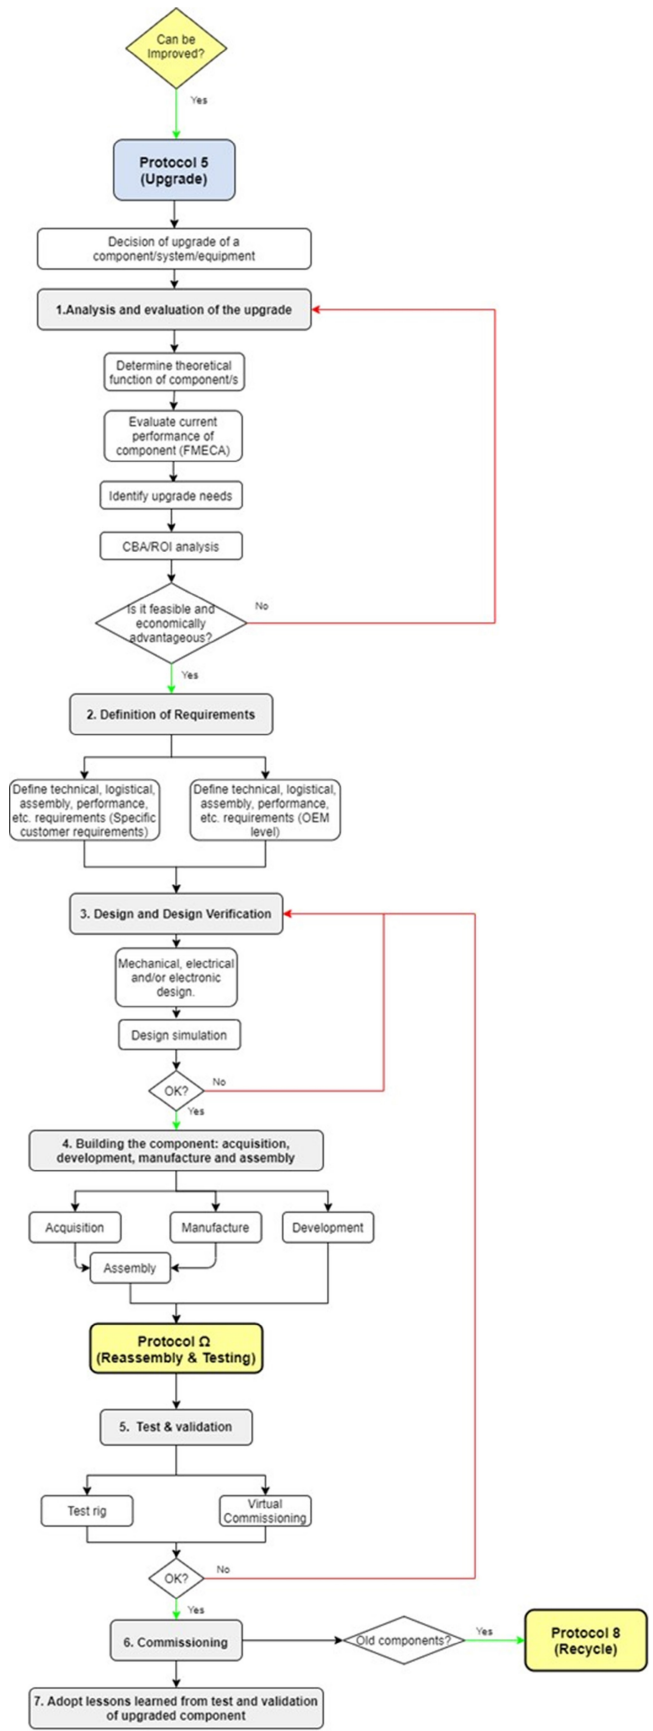 Can be
Improved?
Yes
Protocol 5
(Upgrade)
Decision of upgrade of a
component/system/equipment
1.Analysis and evaluation of the upgrade
Determine theoretical
function of component/s
Evaluate current
performance of
component (FMECA)
Identify upgrade needs
CBA/ROI analysis
Is it feasible and
economically
advantageous?
No
Yes
2. Definition of Requirements
Define technical, logistical,
assembly, performance,
etc. requirements (Specific
customer requirements)
Define technical, logistical,
assembly, performance,
etc. requirements (OEM
level)
3. Design and Design Verification
Mechanical, electrical
and/or electronic
design.
Design simulation
OK?
No
Yes
4. Building the component: acquisition,
development, manufacture and assembly
Acquisition
Manufacture
Development
Assembly
Protocol Ω
(Reassembly & Testing)
5. Test & validation
Test rig
Virtual
Commissioning
OK?
No
Yes
6. Commissioning
Old components?
Yes
Protocol 8
(Recycle)
7. Adopt lessons learned from test and validation
of upgraded component